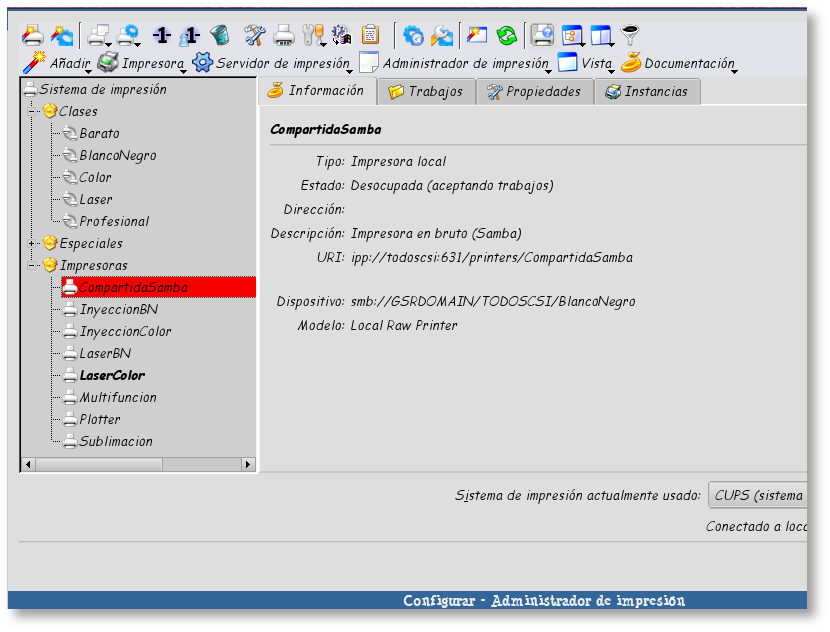 -1- 1-
Añadir Impresora Servidor de impresión Administrador de impresión Vista Documentación
Sistema de impresión
Clases
Barato
BlancoNegro
Color
Laser
Profesional
Especiales
Impresoras
CompartidaSamba
InyeccionBN
InyeccionColor
LaserBN
LaserColor
Multifuncion
Plotter
Sublimacion
Información Trabajos Propiedades Instancias
CompartidaSamba
Tipo: Impresora local
Estado: Desocupada (aceptando trabajos)
Dirección:
Descripción: Impresora en bruto (Samba)
URI: ipp://todoscsi:631/printers/CompartidaSamba
Dispositivo: smb://GSRDOMAIN/TODOSCSI/BlancoNegro
Modelo: Local Raw Printer
Sistema de impresión actualmente usado: CUPS (sistema
Conectado a loca
Configurar - Administrador de impresión